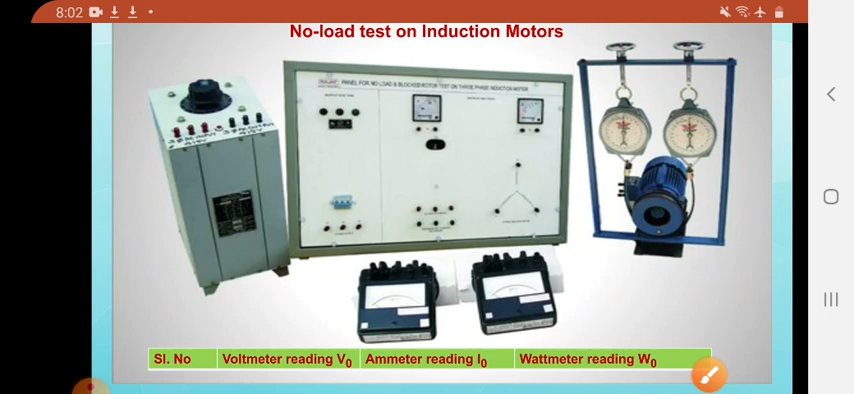 8:02
No-load test on Induction Motors
PANEL FOR NO LOAD & BLOCKED ROTOR TEST ON THREE PHASE INDUCTION MOTOR
415V
Sl. No Voltmeter reading V0 Ammeter reading I0 Wattmeter reading W0